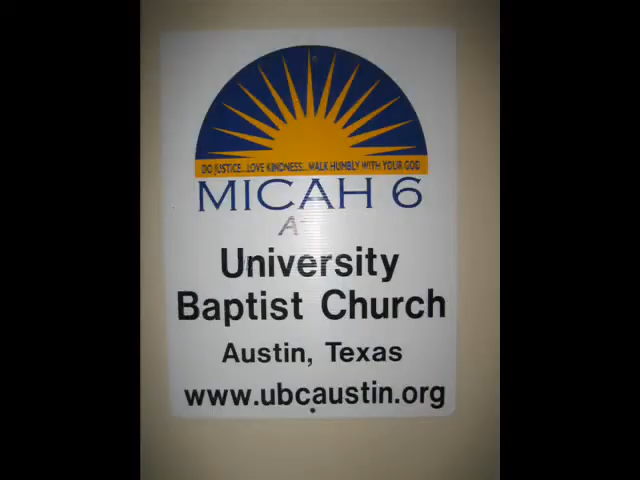 DO JUSTICE...LOVE KINDNESS...WALK HUMBLY WITH YOUR GOD
MICAH 6
University
Baptist Church
Austin, Texas
www.ubcaustin.org